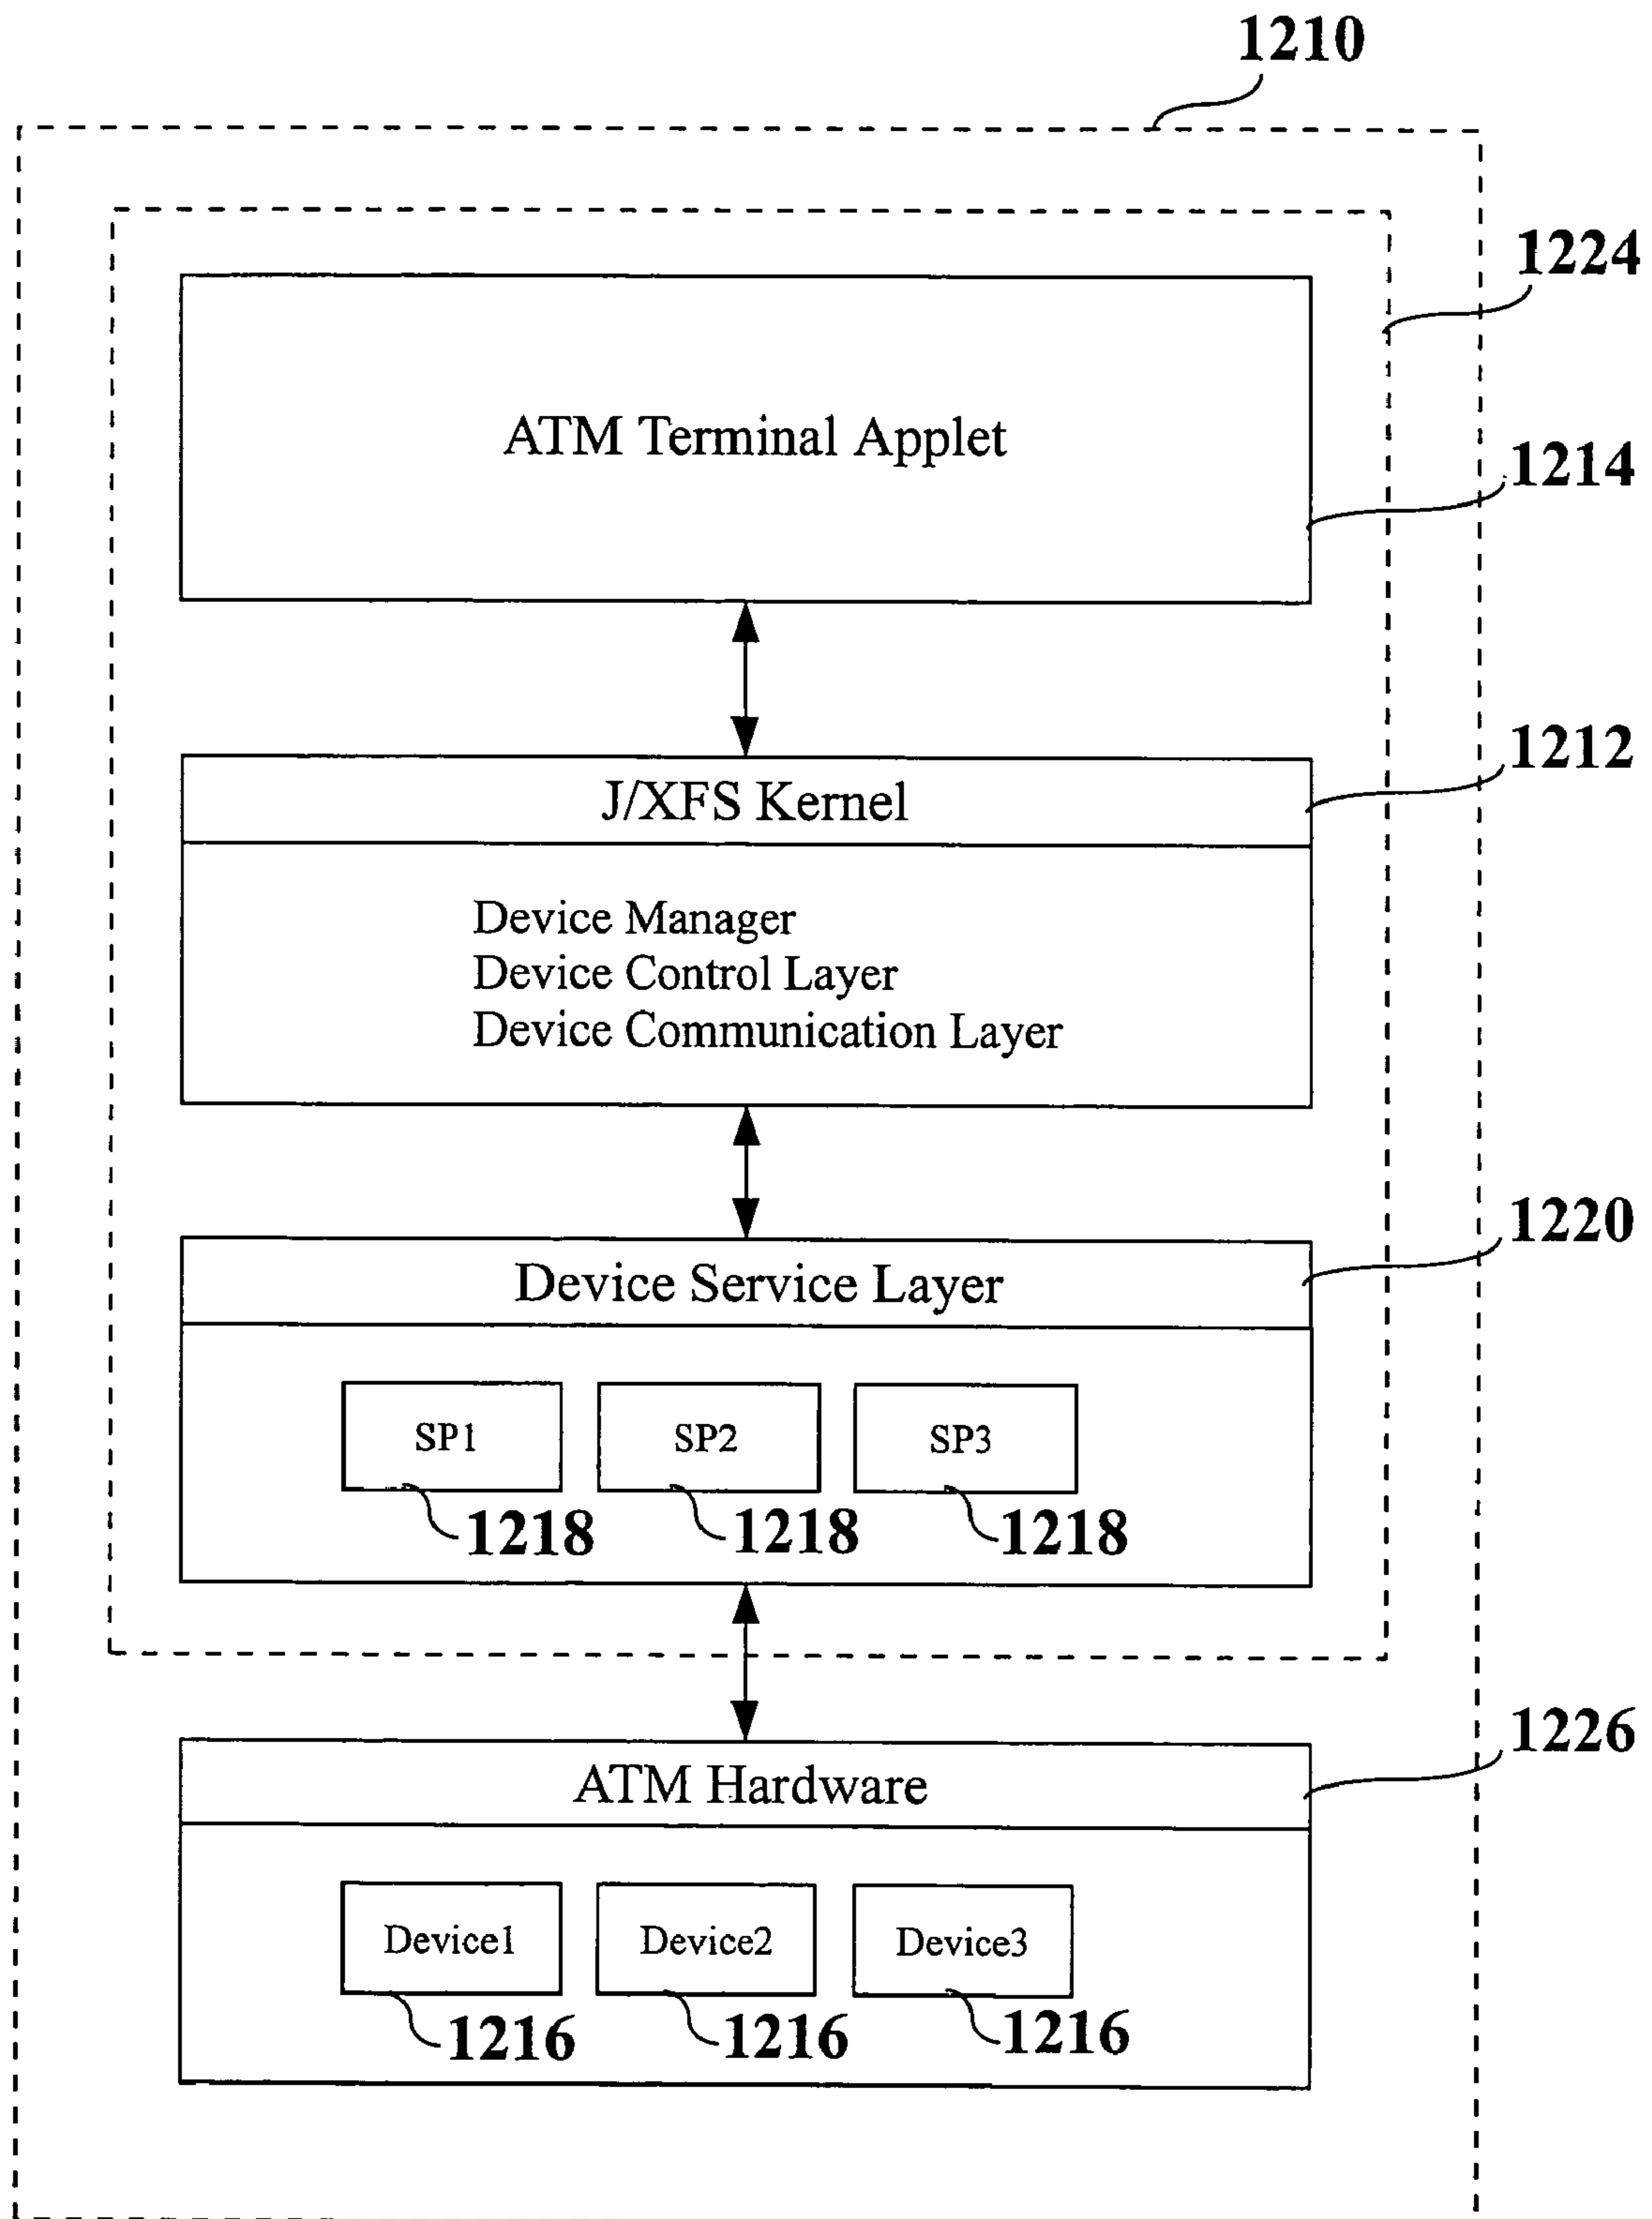 1210
1224
ATM Terminal Applet
1214
1212
J/XFS Kernel
Device Manager
Device Control Layer
Device Communication Layer
1220
Device Service Layer
SP1 SP2 SP3
1218 1218 1218
1226
ATM Hardware
Device1 Device2 Device3
1216 1216 1216